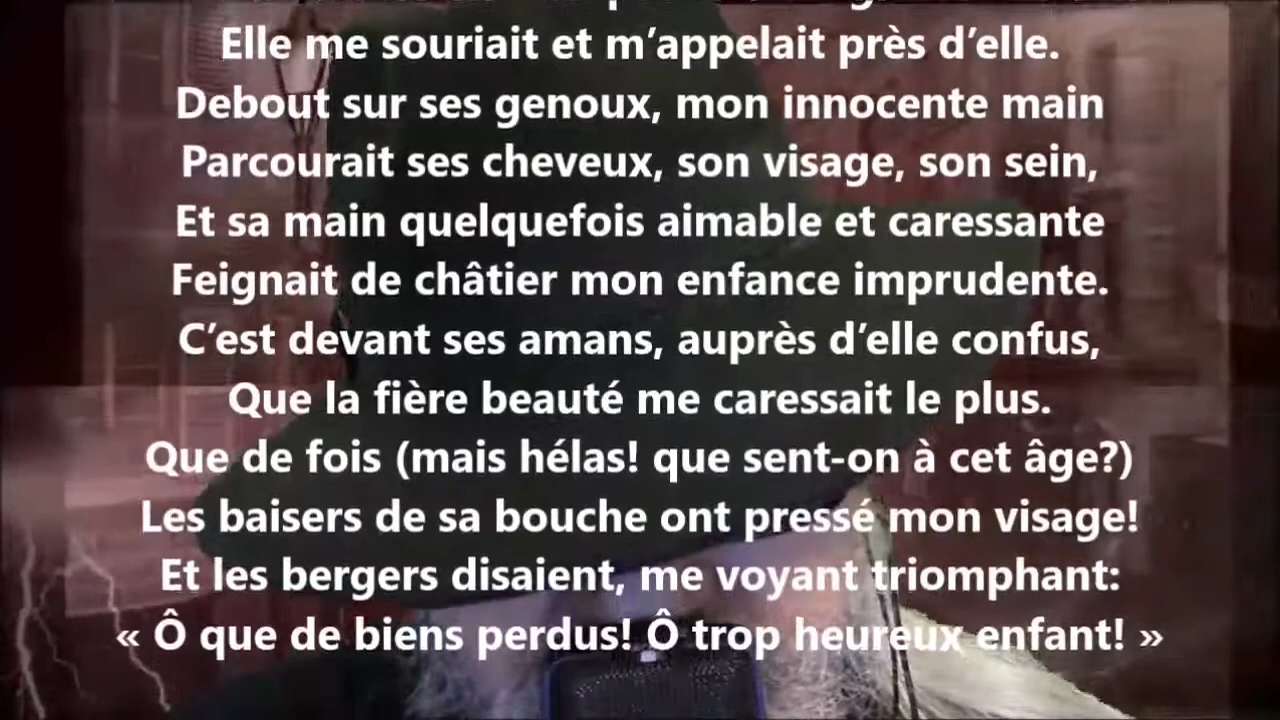 Elle me souriait et m’appelait près d’elle.
Debout sur ses genoux, mon innocente main
Parcourait ses cheveux, son visage, son sein,
Et sa main quelquefois aimable et caressante
Feignait de châtier mon enfance imprudente.
C’est devant ses amans, auprès d’elle confus,
Que la fière beauté me caressait le plus.
Que de fois (mais hélas! que sent-on à cet âge?)
Les baisers de sa bouche ont pressé mon visage!
Et les bergers disaient, me voyant triomphant:
« Ô que de biens perdus! Ô trop heureux enfant! »